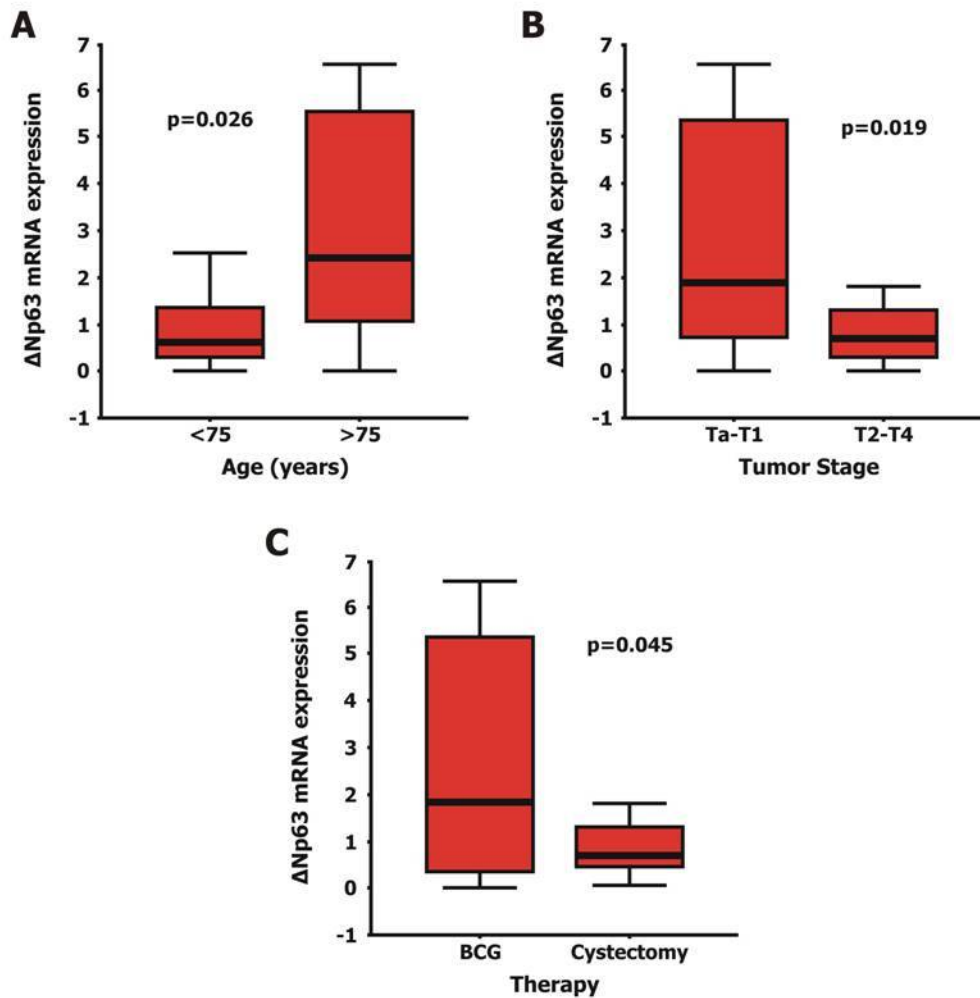 A
ΔNp63 mRNA expression
7
6
5
4
3
2
1
0
-1
p=0.026
<75 >75
Age (years)
B
ΔNp63 mRNA expression
7
6
5
4
3
2
1
0
-1
p=0.019
Ta-T1 T2-T4
Tumor Stage
C
ΔNp63 mRNA expression
7
6
5
4
3
2
1
0
-1
p=0.045
BCG Cystectomy
Therapy